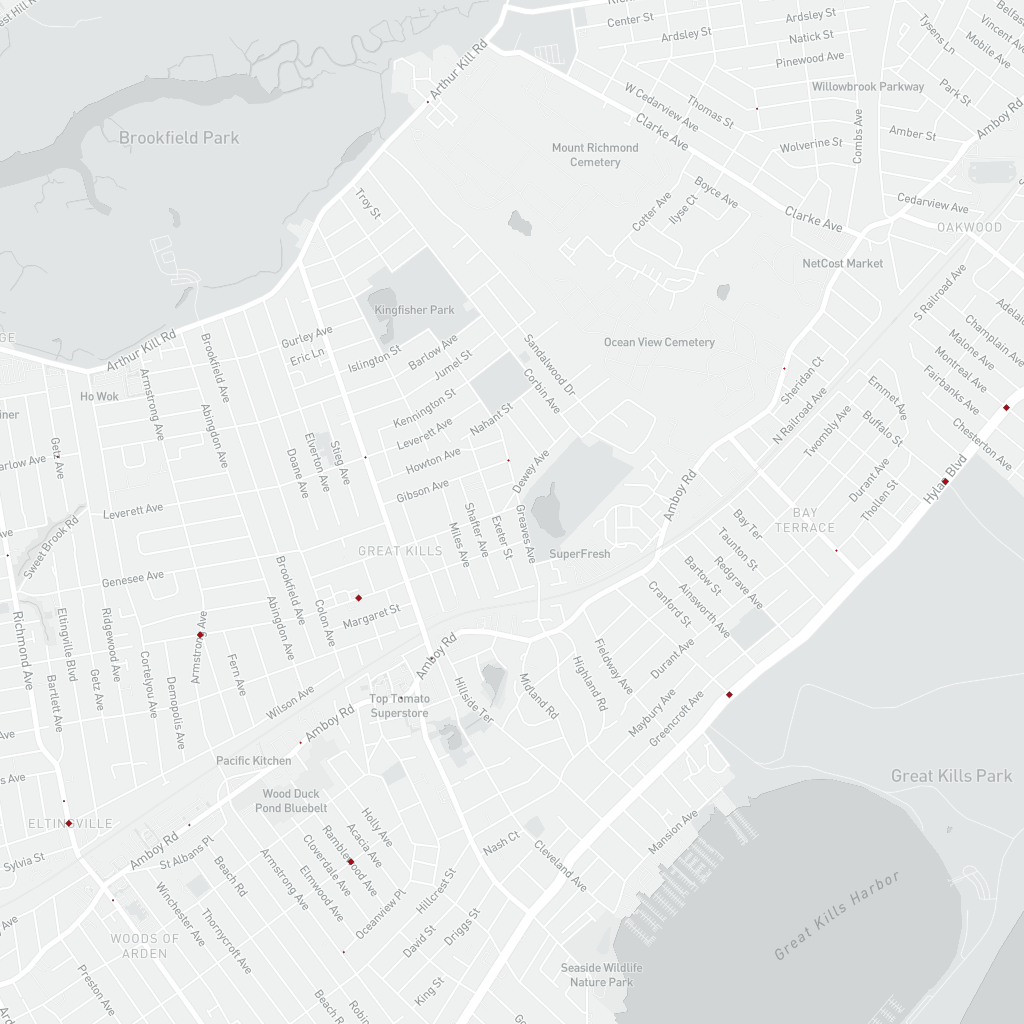 Center St
Ardsley St
Ardsley St
Natick St
Pinewood Ave
Tysens Ln
Vincent Ave
Mobile Ave
Arthur Kill Rd
W Cedarview Ave
Thomas St
Willowbrook Parkway
Park St
Amboy Rd
Brookfield Park
Clarke Ave
Mount Richmond
Cemetery
Wolverine St
Combs Ave
Amber St
Troy St
Cotter Ave
Ilyse Ct
Boyce Ave
Clarke Ave
Cedarview Ave
OAKWOOD
NetCost Market
S Railroad Ave
Kingfisher Park
Gurley Ave
Eric Ln
Islington St
Barlow Ave
Jumel St
Sandalwood Dr
Ocean View Cemetery
Champlain Ave
Malone Ave
Montreal Ave
Fairbanks Ave
Arthur Kill Rd
Brookfield Ave
Armstrong Ave
Abingdon Ave
Ho Wok
Kennington St
Corbin Ave
Nahant St
Leverett Ave
Sheridan Ct
N Railroad Ave
Emmet Ave
Twombly Ave
Buffalo St
Chesterton Ave
Getz Ave
Elverton Ave
Stieg Ave
Doane Ave
Howton Ave
Gibson Ave
Dewey Ave
Amboy Rd
Durant Ave
Thollen St
Hylan Blvd
Leverett Ave
Sweet Brook Rd
Shafter Ave
Exeter St
Greaves Ave
Miles Ave
BAY
TERRACE
Bay Ter
Taunton St
Redgrave Ave
GREAT KILLS
SuperFresh
Bartow St
Ainsworth Ave
Cranford St
Genesee Ave
Brookfield Ave
Abingdon Ave
Colon Ave
Margaret St
Richmond Ave
Eltingville Blvd
Ridgewood Ave
Armstrong Ave
Amboy Rd
Fieldway Ave
Highland Rd
Durant Ave
Bartlett Ave
Getz Ave
Cortelyou Ave
Demopolis Ave
Fern Ave
Wilson Ave
Top Tomato
Superstore
Hillside Ter
Midland Rd
Maybury Ave
Greencroft Ave
Amboy Rd
Pacific Kitchen
Wood Duck
Pond Bluebelt
Great Kills Park
ELTINGVILLE
Holly Ave
Acacia Ave
Ramblewood Ave
Cloverdale Ave
Elmwood Ave
Armstrong Ave
Nash Ct
Cleveland Ave
Mansion Ave
Sylvia St
Amboy Rd
St Albans Pl
Beach Rd
Winchester Ave
Thornycroft Ave
Oceanview Pl
Hillcrest St
Driggs St
David St
King St
Great Kills Harbor
WOODS OF
ARDEN
Preston Ave
Seaside Wildlife
Nature Park